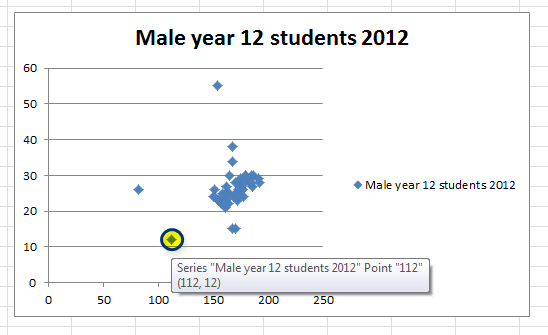 Male year 12 students 2012
60
50
40
30
20
10
0
Male year 12 students 2012
Series "Male year 12 students 2012" Point "112"
(112, 12)
0 50 100 150 200 250